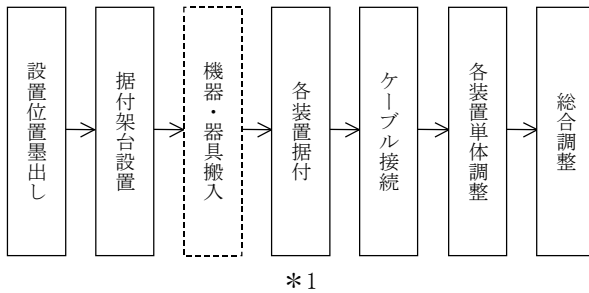 設置位置墨出し
据付架台設置
機器・器具搬入
各装置据付
ケーブル接続
各装置単体調整
総合調整
＊1